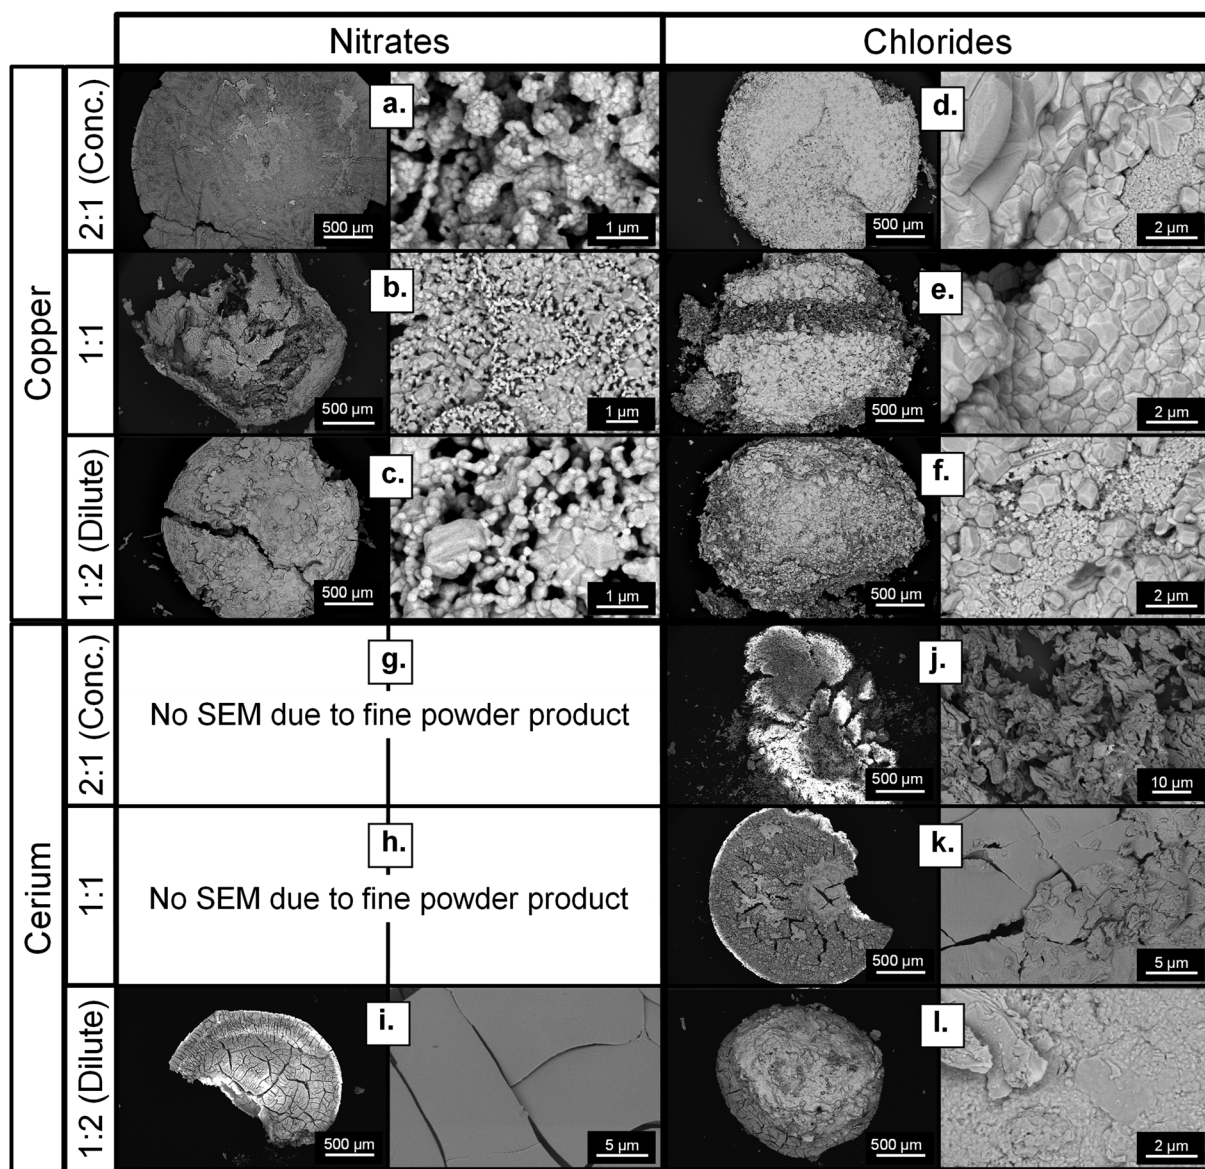 Nitrates
Chlorides
Copper
2:1 (Conc.)
a.
500 µm
1 µm
d.
500 µm
2 µm
1:1
b.
500 µm
1 µm
e.
500 µm
2 µm
1:2 (Dilute)
c.
500 µm
1 µm
f.
500 µm
2 µm
Cerium
2:1 (Conc.)
g.
No SEM due to fine powder product
j.
500 µm
10 µm
1:1
h.
No SEM due to fine powder product
k.
500 µm
5 µm
1:2 (Dilute)
i.
500 µm
5 µm
l.
500 µm
2 µm